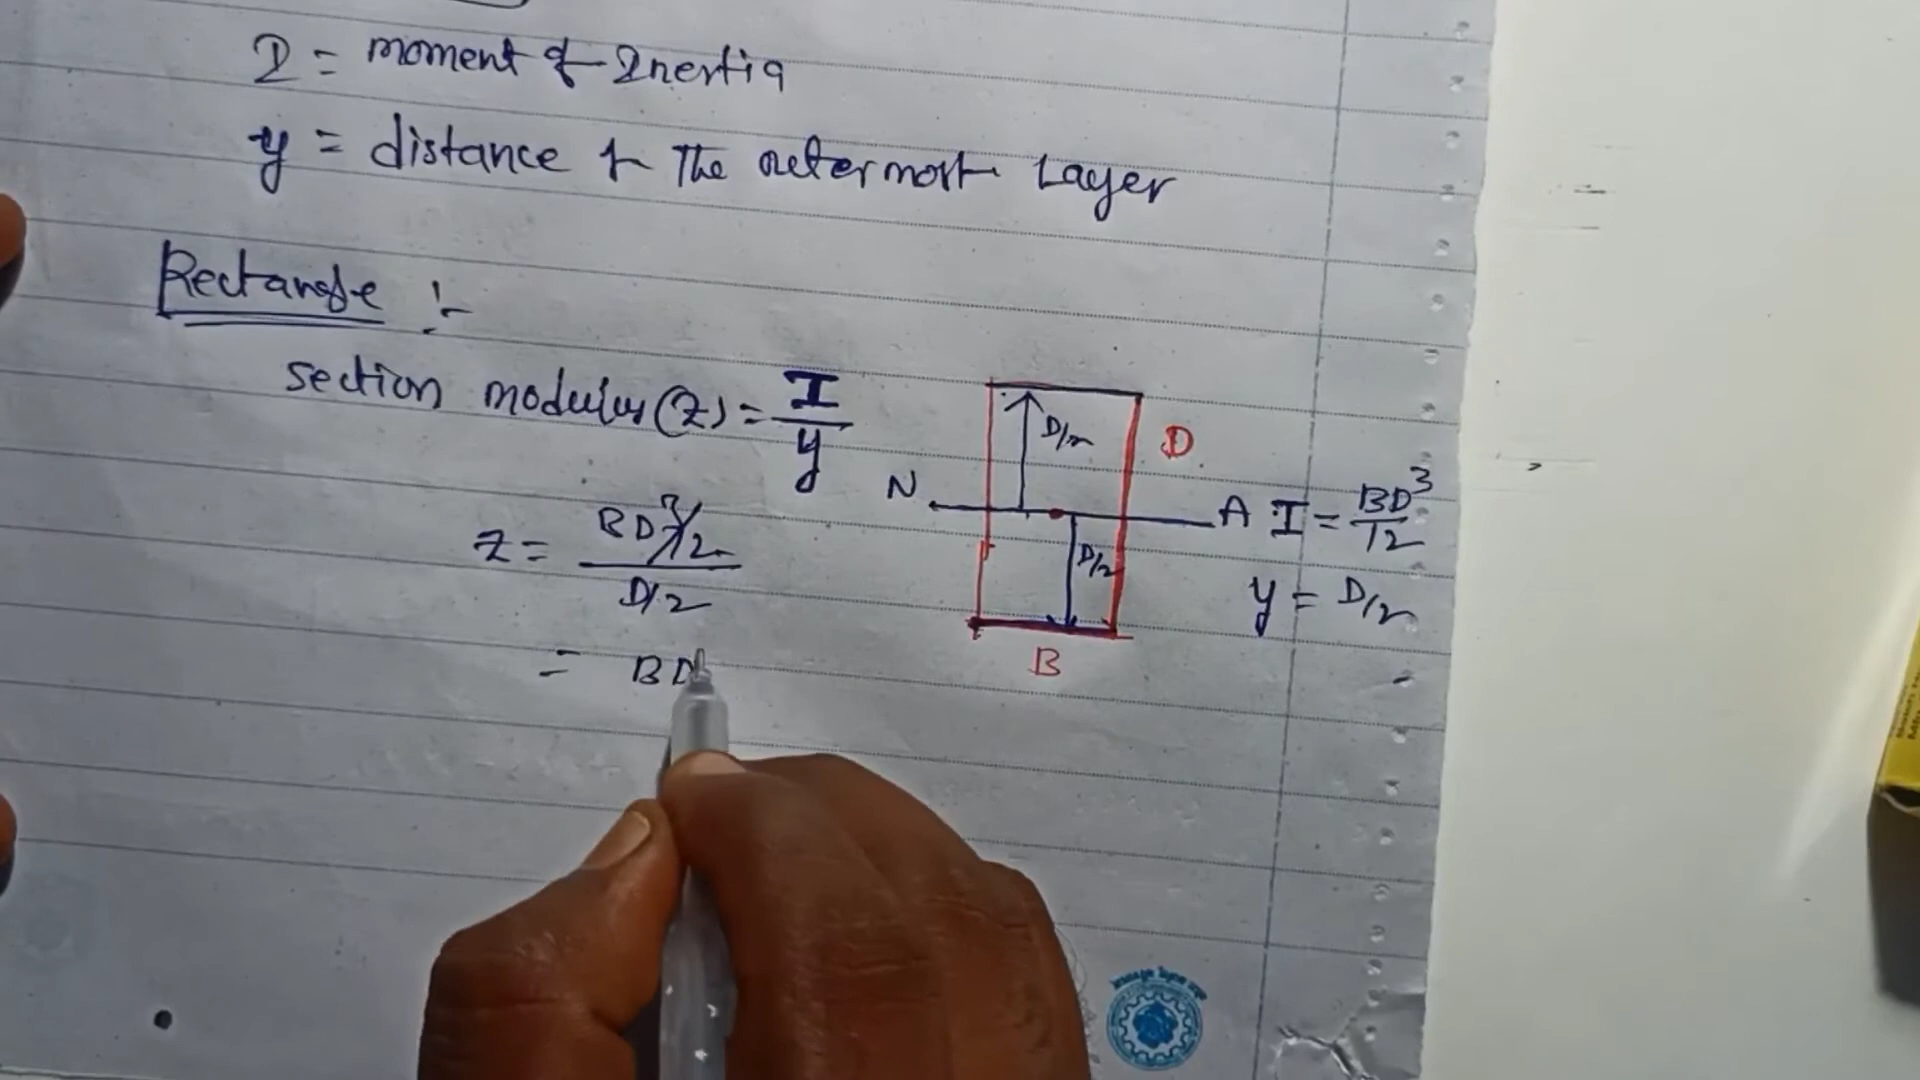 I = moment of Inertia
y = distance of The outermost Layer
Rectangle :-
section modulus (Z) = I/y
Z = BD³/12 / D/2
= BD
D/2
D
N
A
D/2
B
I = BD³/12
y = D/2